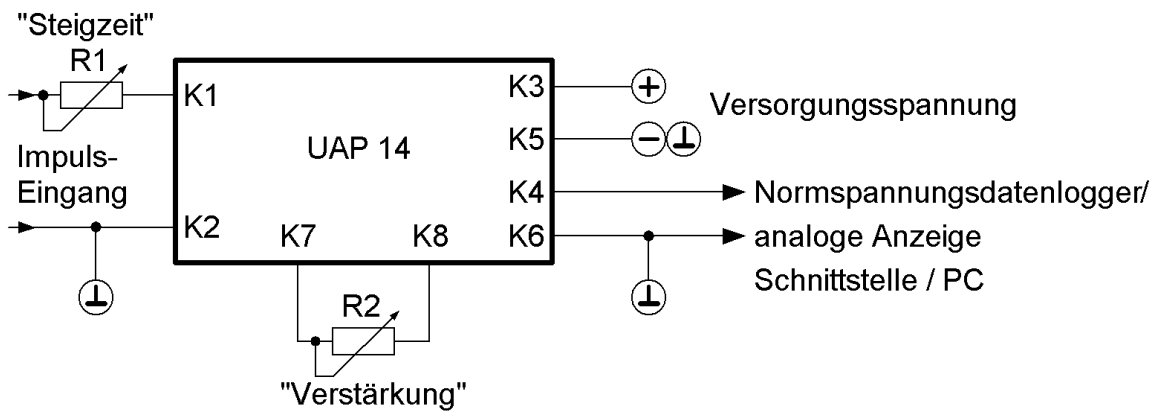 "Steigzeit"
R1
K1
Impuls-
Eingang
K2
UAP 14
K7
K8
R2
"Verstärkung"
K3
+
K5
−
Versorgungsspannung
K4
K6
Normspannungsdatenlogger/
analoge Anzeige
Schnittstelle / PC